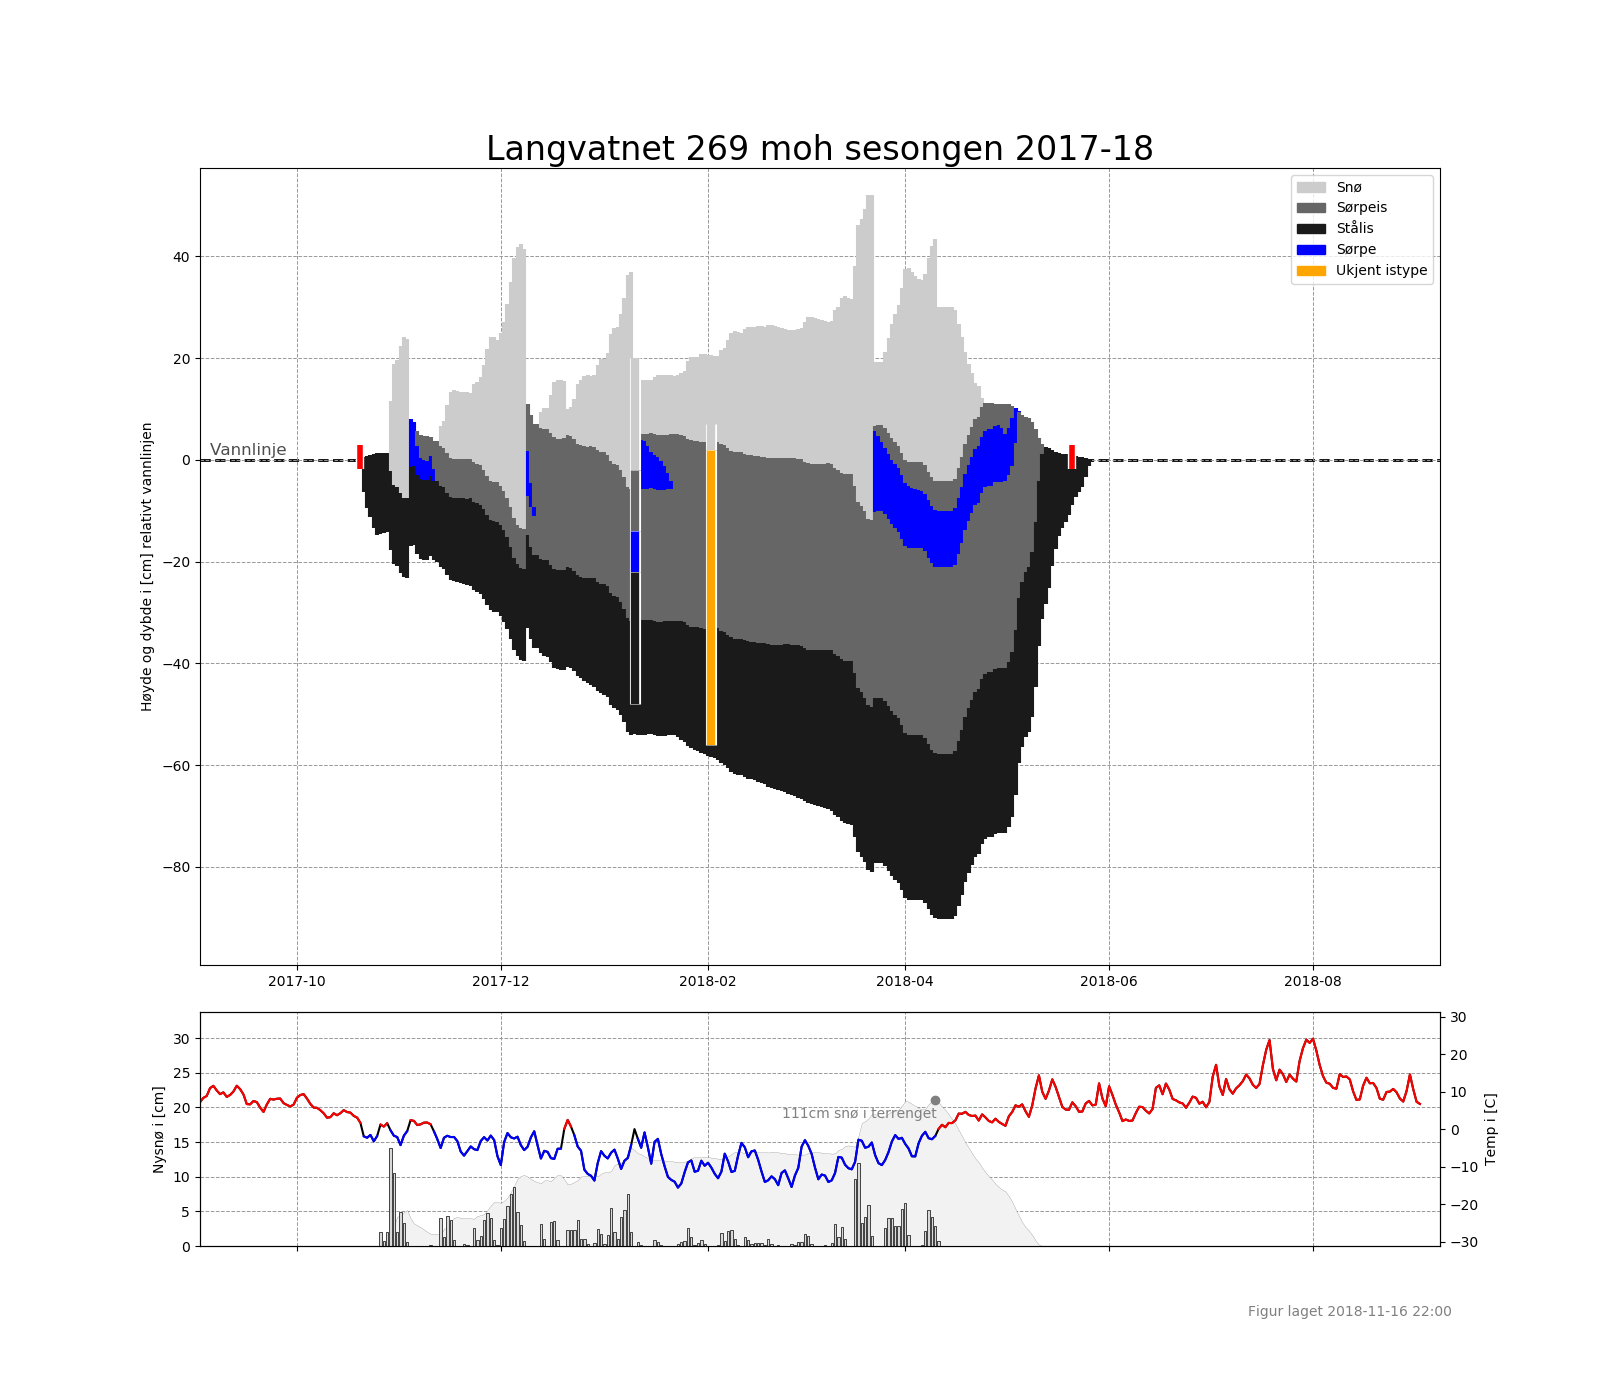 Langvatnet 269 moh sesongen 2017-18
Snø
Sørpeis
Stålis
Sørpe
Ukjent istype
Høyde og dybde i [cm] relativt vannlinjen
40
20
0
−20
−40
−60
−80
Vannlinje
2017-10
2017-12
2018-02
2018-04
2018-06
2018-08
Nysnø i [cm]
30
25
20
15
10
5
0
111cm snø i terrenget
30
20
10
0
−10
−20
−30
Temp i [C]
Figur laget 2018-11-16 22:00